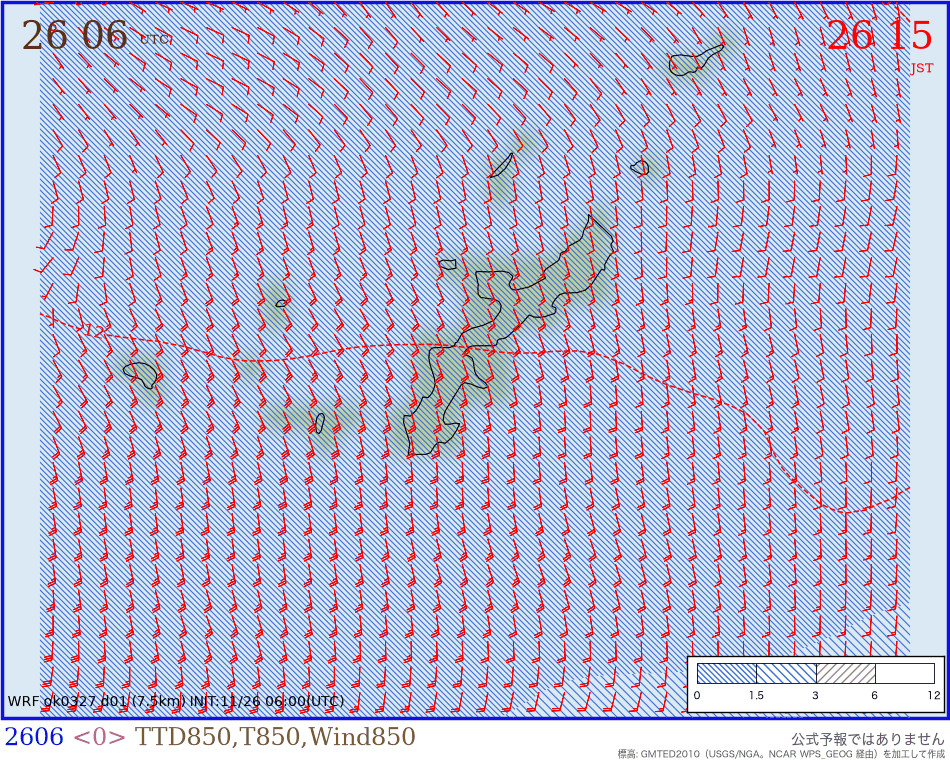 26 06 UTC
26 15
JST
12
WRF ok0327 d01 (7.5km) INIT:11/26 06:00(UTC)
0 1.5 3 6 12
2606 <0> TTD850,T850,Wind850
公式予報ではありません
標高: GMTED2010（USGS/NGA。NCAR WPS_GEOG 経由）を加工して作成